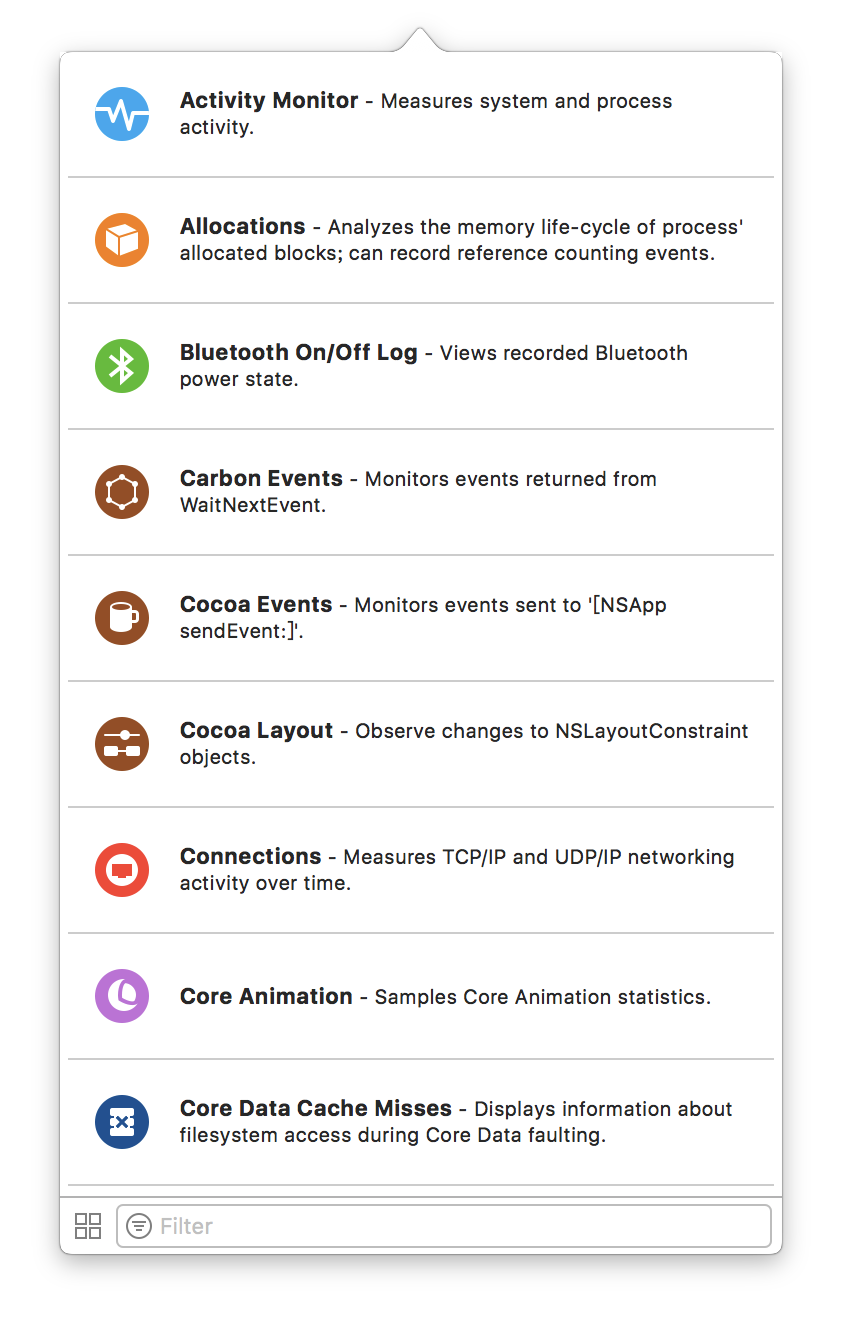 Activity Monitor - Measures system and process
activity.
Allocations - Analyzes the memory life-cycle of process'
allocated blocks; can record reference counting events.
Bluetooth On/Off Log - Views recorded Bluetooth
power state.
Carbon Events - Monitors events returned from
WaitNextEvent.
Cocoa Events - Monitors events sent to '[NSApp
sendEvent:]'.
Cocoa Layout - Observe changes to NSLayoutConstraint
objects.
Connections - Measures TCP/IP and UDP/IP networking
activity over time.
Core Animation - Samples Core Animation statistics.
Core Data Cache Misses - Displays information about
filesystem access during Core Data faulting.
Filter